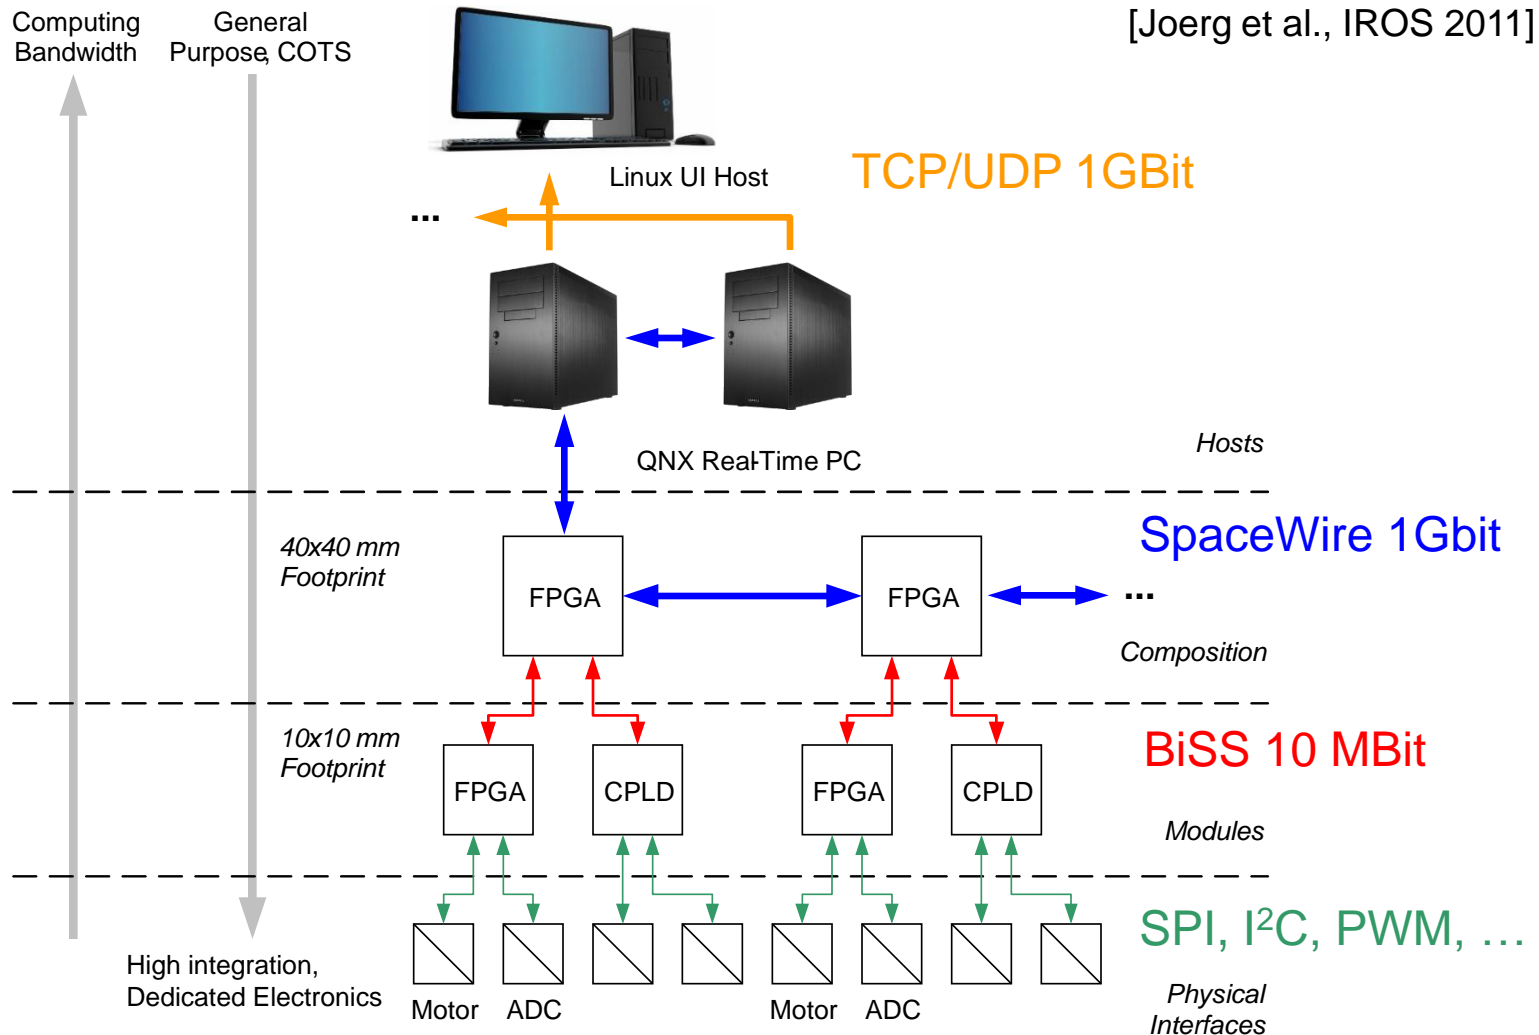 Computing
Bandwidth
General
Purpose, COTS
[Joerg et al., IROS 2011]
Linux UI Host
TCP/UDP 1GBit
...
QNX Real-Time PC
Hosts
40x40 mm
Footprint
SpaceWire 1Gbit
FPGA
FPGA
...
Composition
10x10 mm
Footprint
BiSS 10 MBit
FPGA
CPLD
FPGA
CPLD
Modules
SPI, I²C, PWM, …
High integration,
Dedicated Electronics
Motor
ADC
Motor
ADC
Physical
Interfaces